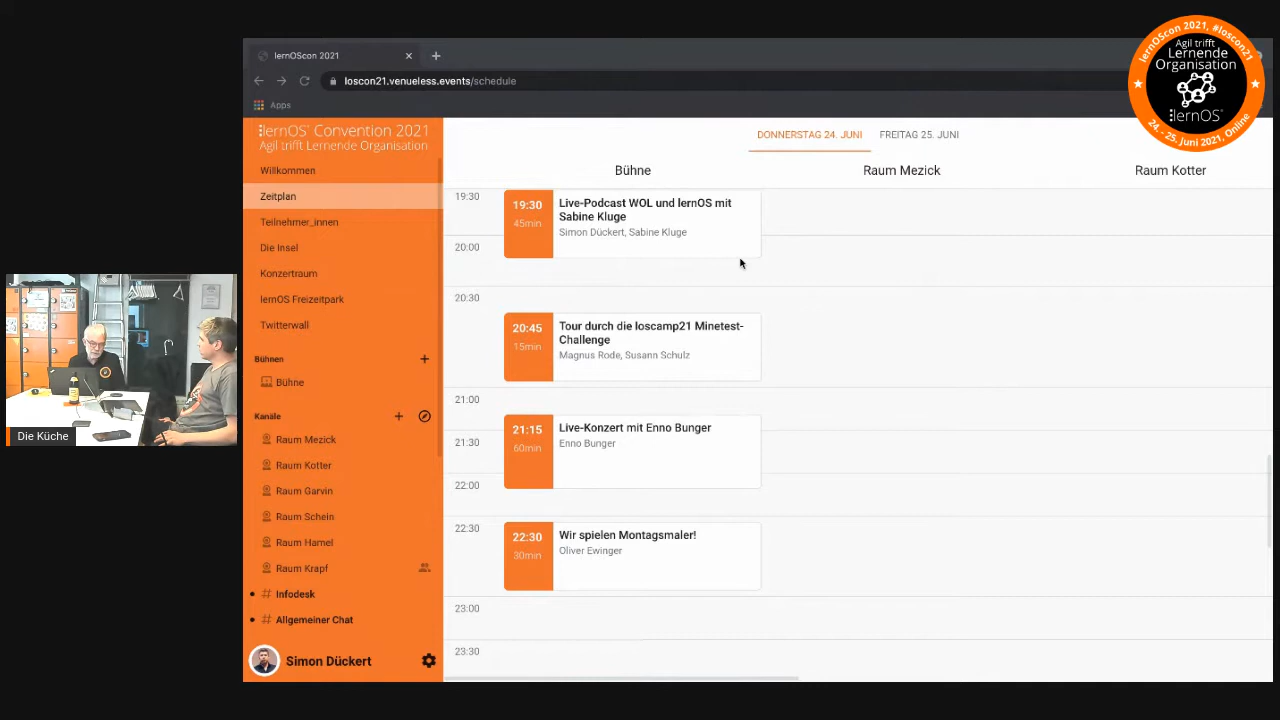 lernOScon 2021
loscon21.venueless.events/schedule
Apps
lernOScon 2021, #loscon21
Agil trifft
Lernende
Organisation
lernOS™
24. - 25. Juni 2021, Online
lernOS™ Convention 2021
Agil trifft Lernende Organisation
Willkommen
Zeitplan
Teilnehmer_innen
Die Insel
Konzertraum
lernOS Freizeitpark
Twitterwall
Bühnen
Bühne
Kanäle
Raum Mezick
Raum Kotter
Raum Garvin
Raum Schein
Raum Hamel
Raum Krapf
# Infodesk
# Allgemeiner Chat
Simon Dückert
DONNERSTAG 24. JUNI FREITAG 25. JUNI
Bühne Raum Mezick Raum Kotter
19:30
19:30
45min
Live-Podcast WOL und lernOS mit
Sabine Kluge
Simon Dückert, Sabine Kluge
20:00
20:30
20:45
15min
Tour durch die loscamp21 Minetest-
Challenge
Magnus Rode, Susann Schulz
21:00
21:15
60min
Live-Konzert mit Enno Bunger
Enno Bunger
21:30
22:00
22:30
22:30
30min
Wir spielen Montagsmaler!
Oliver Ewinger
23:00
23:30
Die Küche